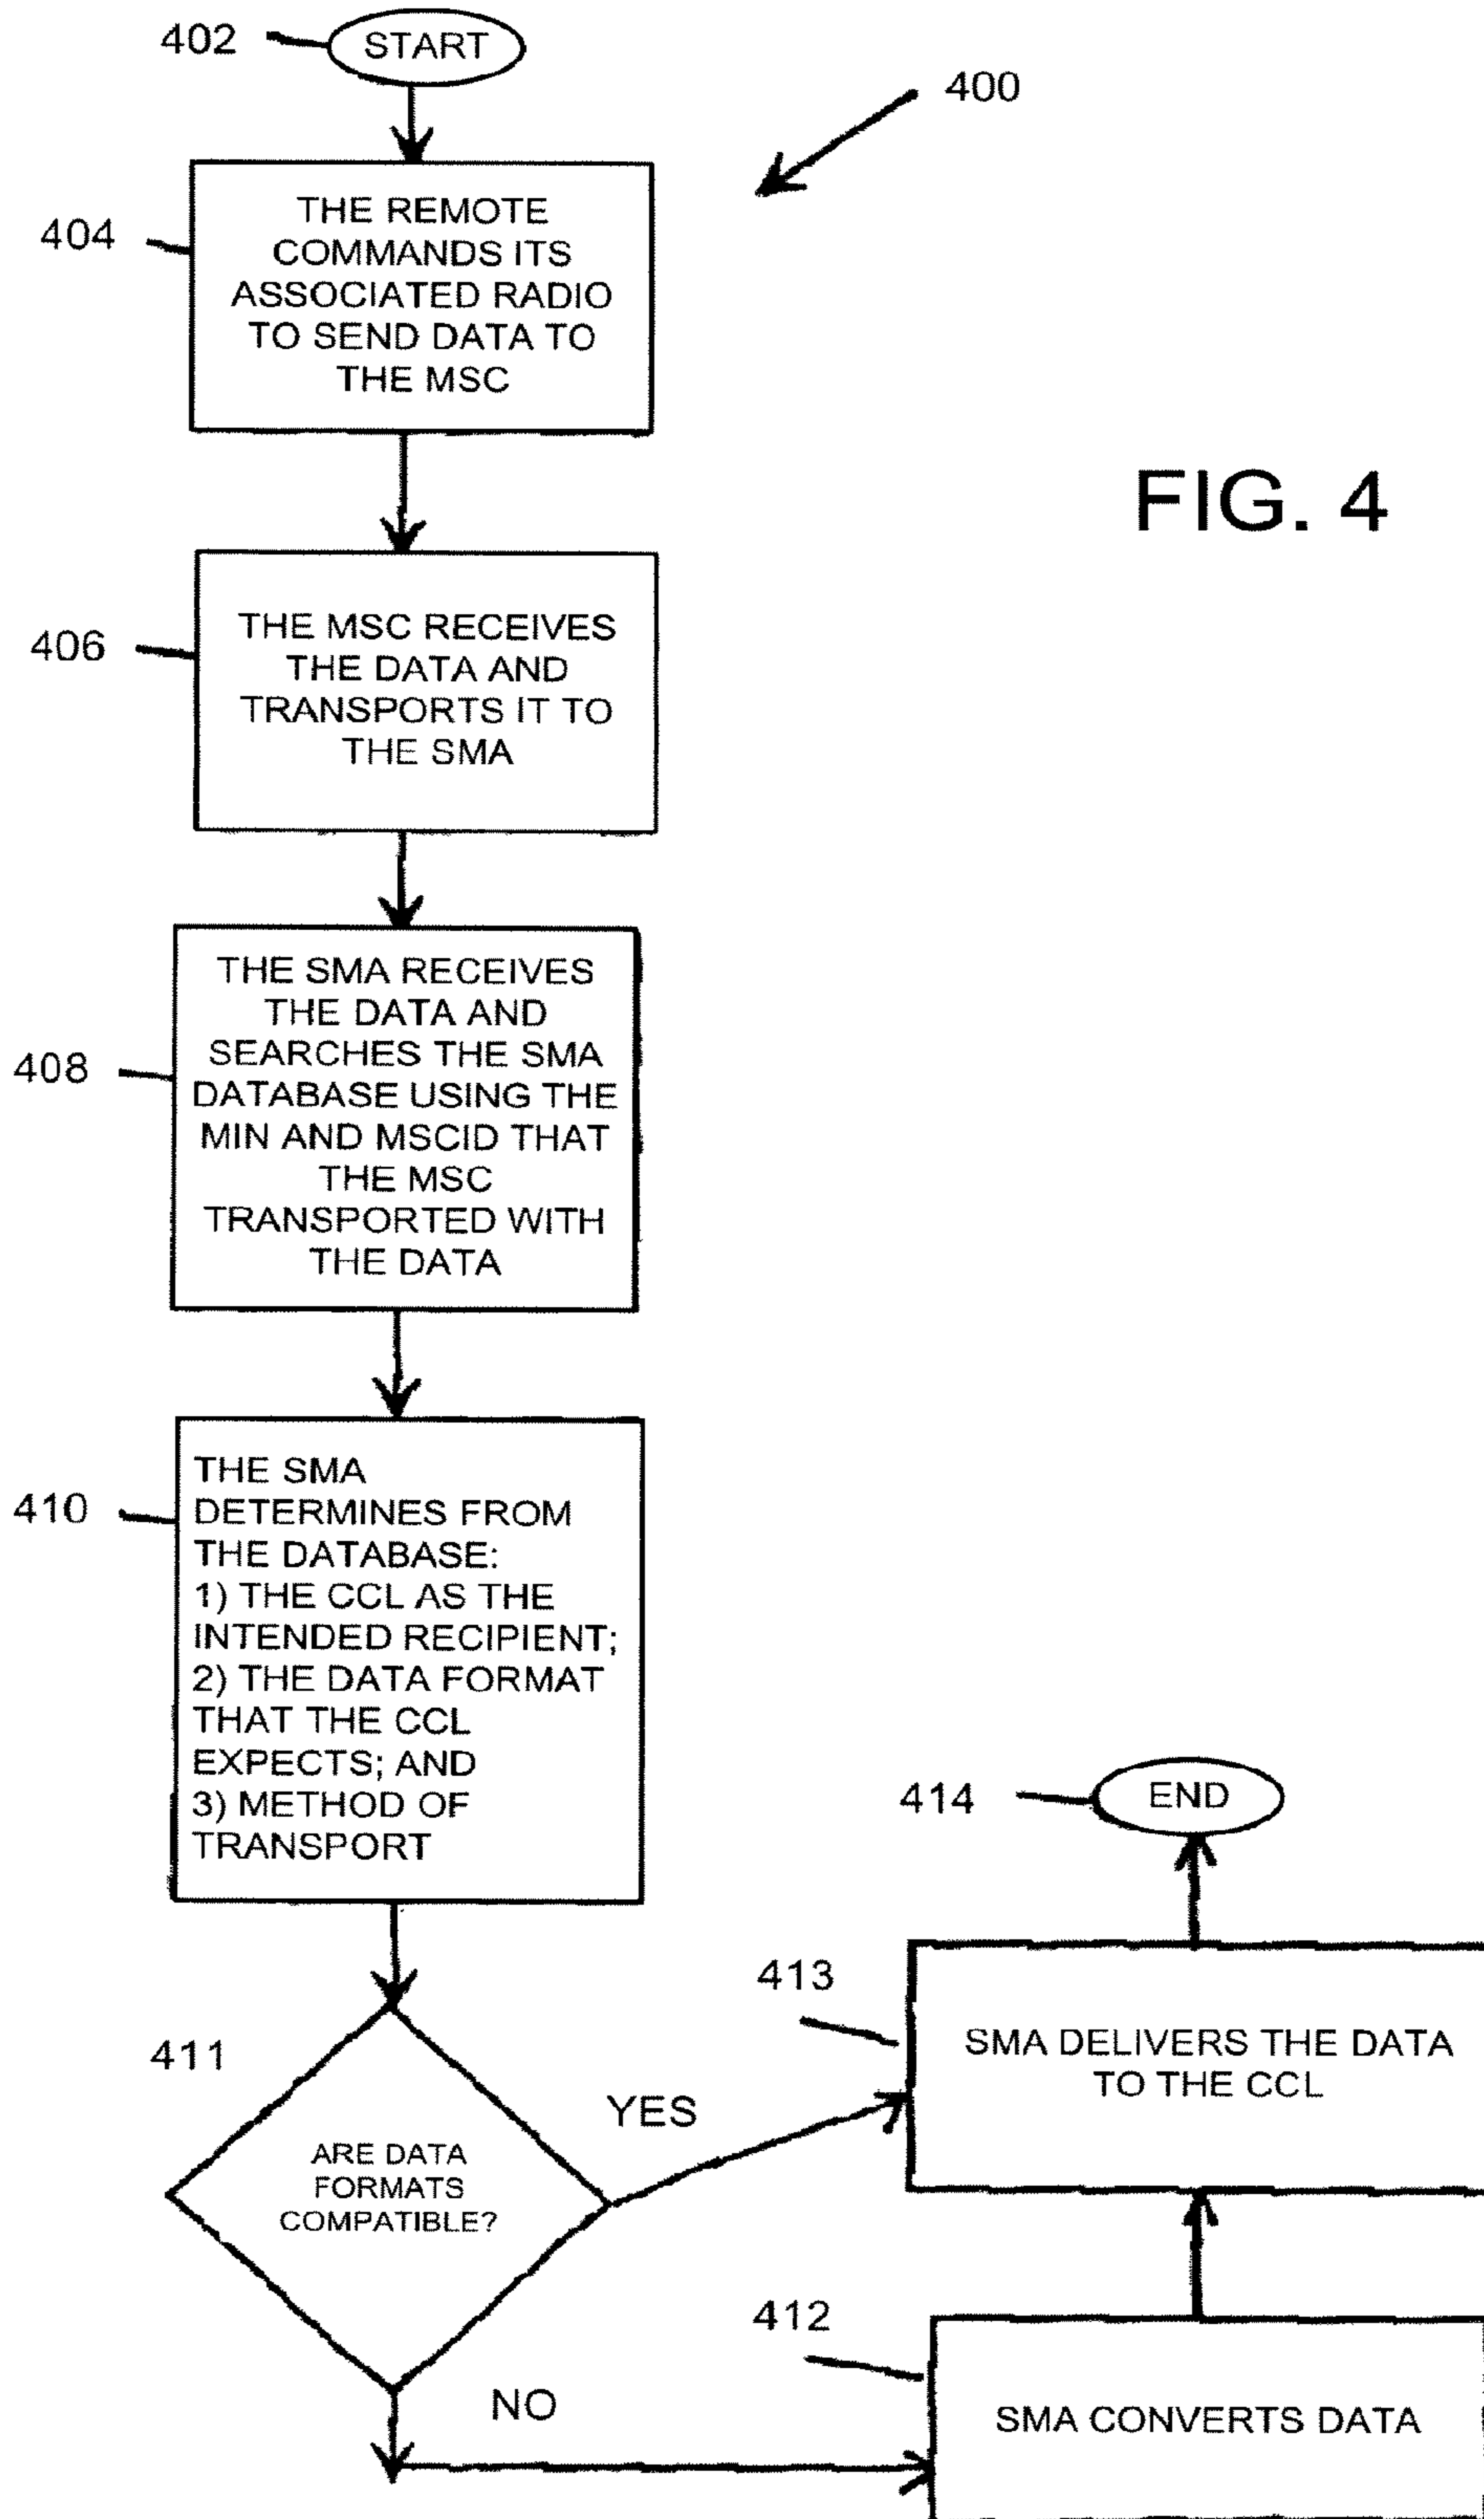 402
START
400
404
THE REMOTE
COMMANDS ITS
ASSOCIATED RADIO
TO SEND DATA TO
THE MSC
FIG. 4
406
THE MSC RECEIVES
THE DATA AND
TRANSPORTS IT TO
THE SMA
408
THE SMA RECEIVES
THE DATA AND
SEARCHES THE SMA
DATABASE USING THE
MIN AND MSCID THAT
THE MSC
TRANSPORTED WITH
THE DATA
410
THE SMA
DETERMINES FROM
THE DATABASE:
1) THE CCL AS THE
INTENDED RECIPIENT;
2) THE DATA FORMAT
THAT THE CCL
EXPECTS; AND
3) METHOD OF
TRANSPORT
411
ARE DATA
FORMATS
COMPATIBLE?
YES
NO
412
SMA CONVERTS DATA
413
SMA DELIVERS THE DATA
TO THE CCL
414
END